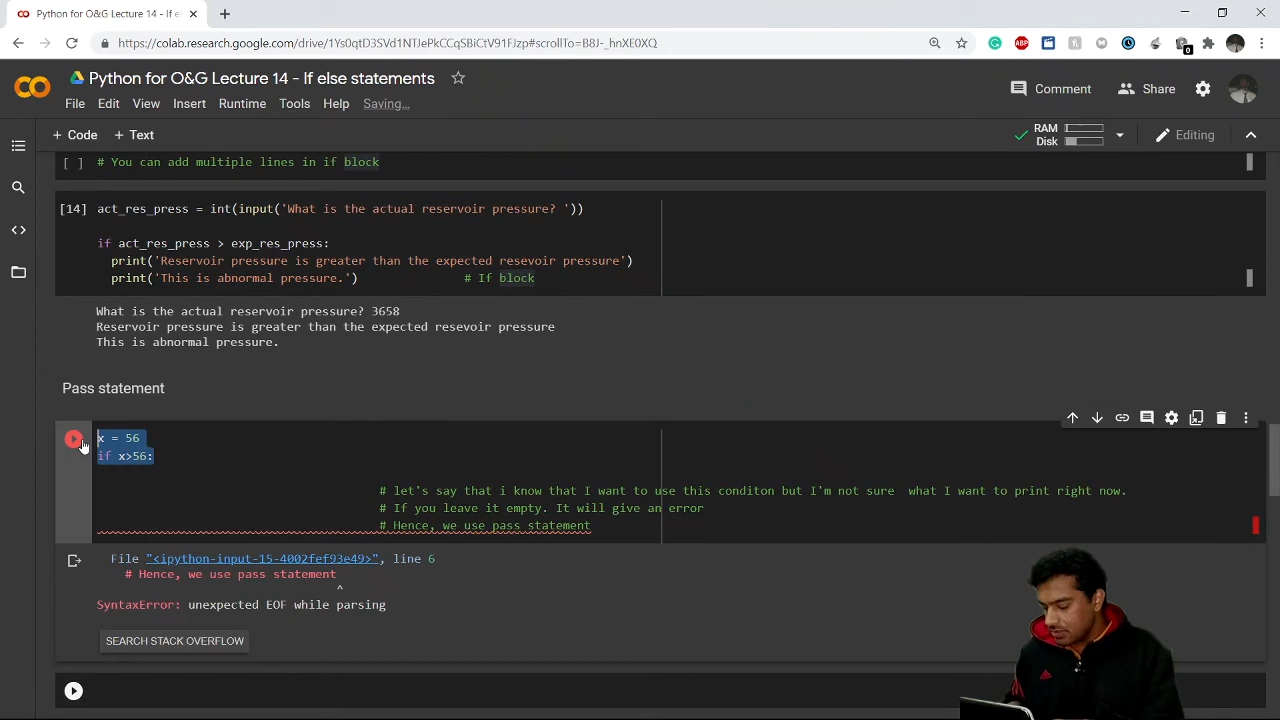 Python for O&G Lecture 14 - If e
https://colab.research.google.com/drive/1Ys0qtD3SVd1NTJePkCCqSBiCtV91FJzp#scrollTo=B8J-_hnXE0XQ
Python for O&G Lecture 14 - If else statements
File Edit View Insert Runtime Tools Help Saving...
Comment Share
+ Code + Text
RAM
Disk
Editing
[ ] # You can add multiple lines in if block
[14] act_res_press = int(input('What is the actual reservoir pressure? '))
if act_res_press > exp_res_press:
print('Reservoir pressure is greater than the expected resevoir pressure')
print('This is abnormal pressure.') # If block
What is the actual reservoir pressure? 3658
Reservoir pressure is greater than the expected resevoir pressure
This is abnormal pressure.
Pass statement
x = 56
if x>56:
# let's say that i know that I want to use this conditon but I'm not sure what I want to print right now.
# If you leave it empty. It will give an error
# Hence, we use pass statement
File "<ipython-input-15-4002fef93e49>", line 6
# Hence, we use pass statement
^
SyntaxError: unexpected EOF while parsing
SEARCH STACK OVERFLOW